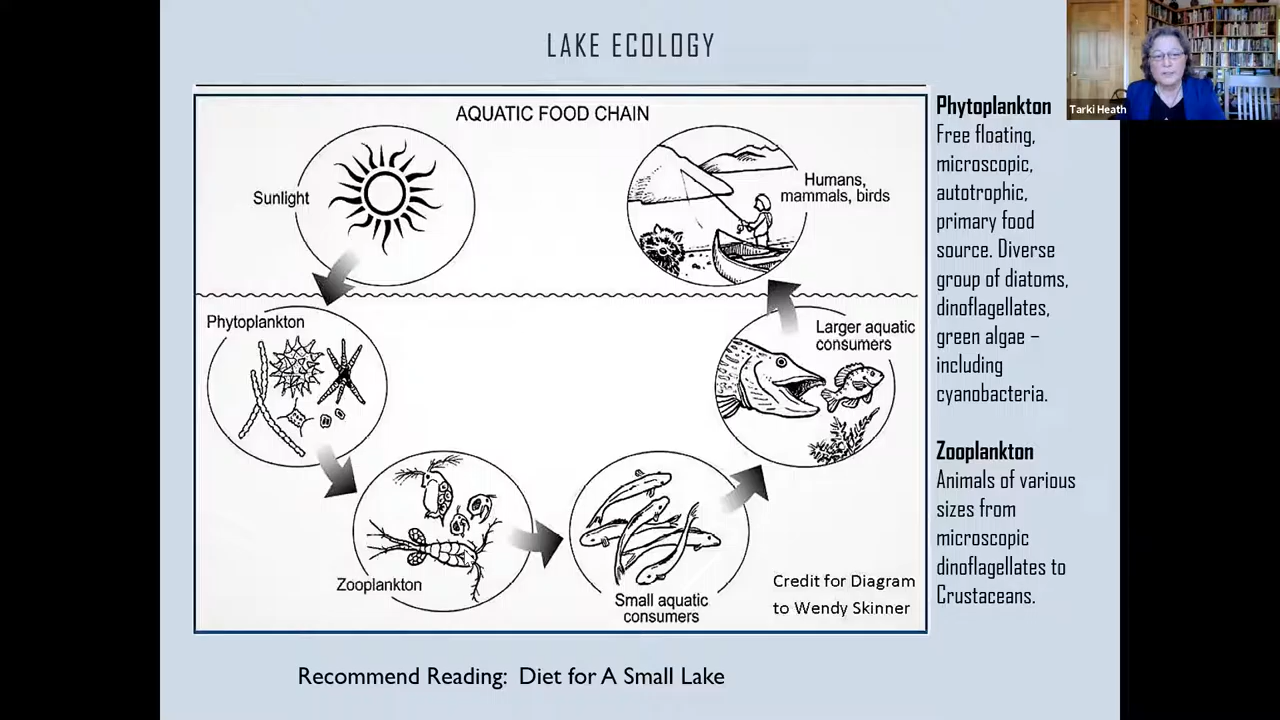 LAKE ECOLOGY
Tarki Heath
AQUATIC FOOD CHAIN
Sunlight
Humans,
mammals, birds
Phytoplankton
Larger aquatic
consumers
Zooplankton
Small aquatic
consumers
Credit for Diagram
to Wendy Skinner
Phytoplankton
Free floating,
microscopic,
autotrophic,
primary food
source. Diverse
group of diatoms,
dinoflagellates,
green algae –
including
cyanobacteria.
Zooplankton
Animals of various
sizes from
microscopic
dinoflagellates to
Crustaceans.
Recommend Reading: Diet for A Small Lake